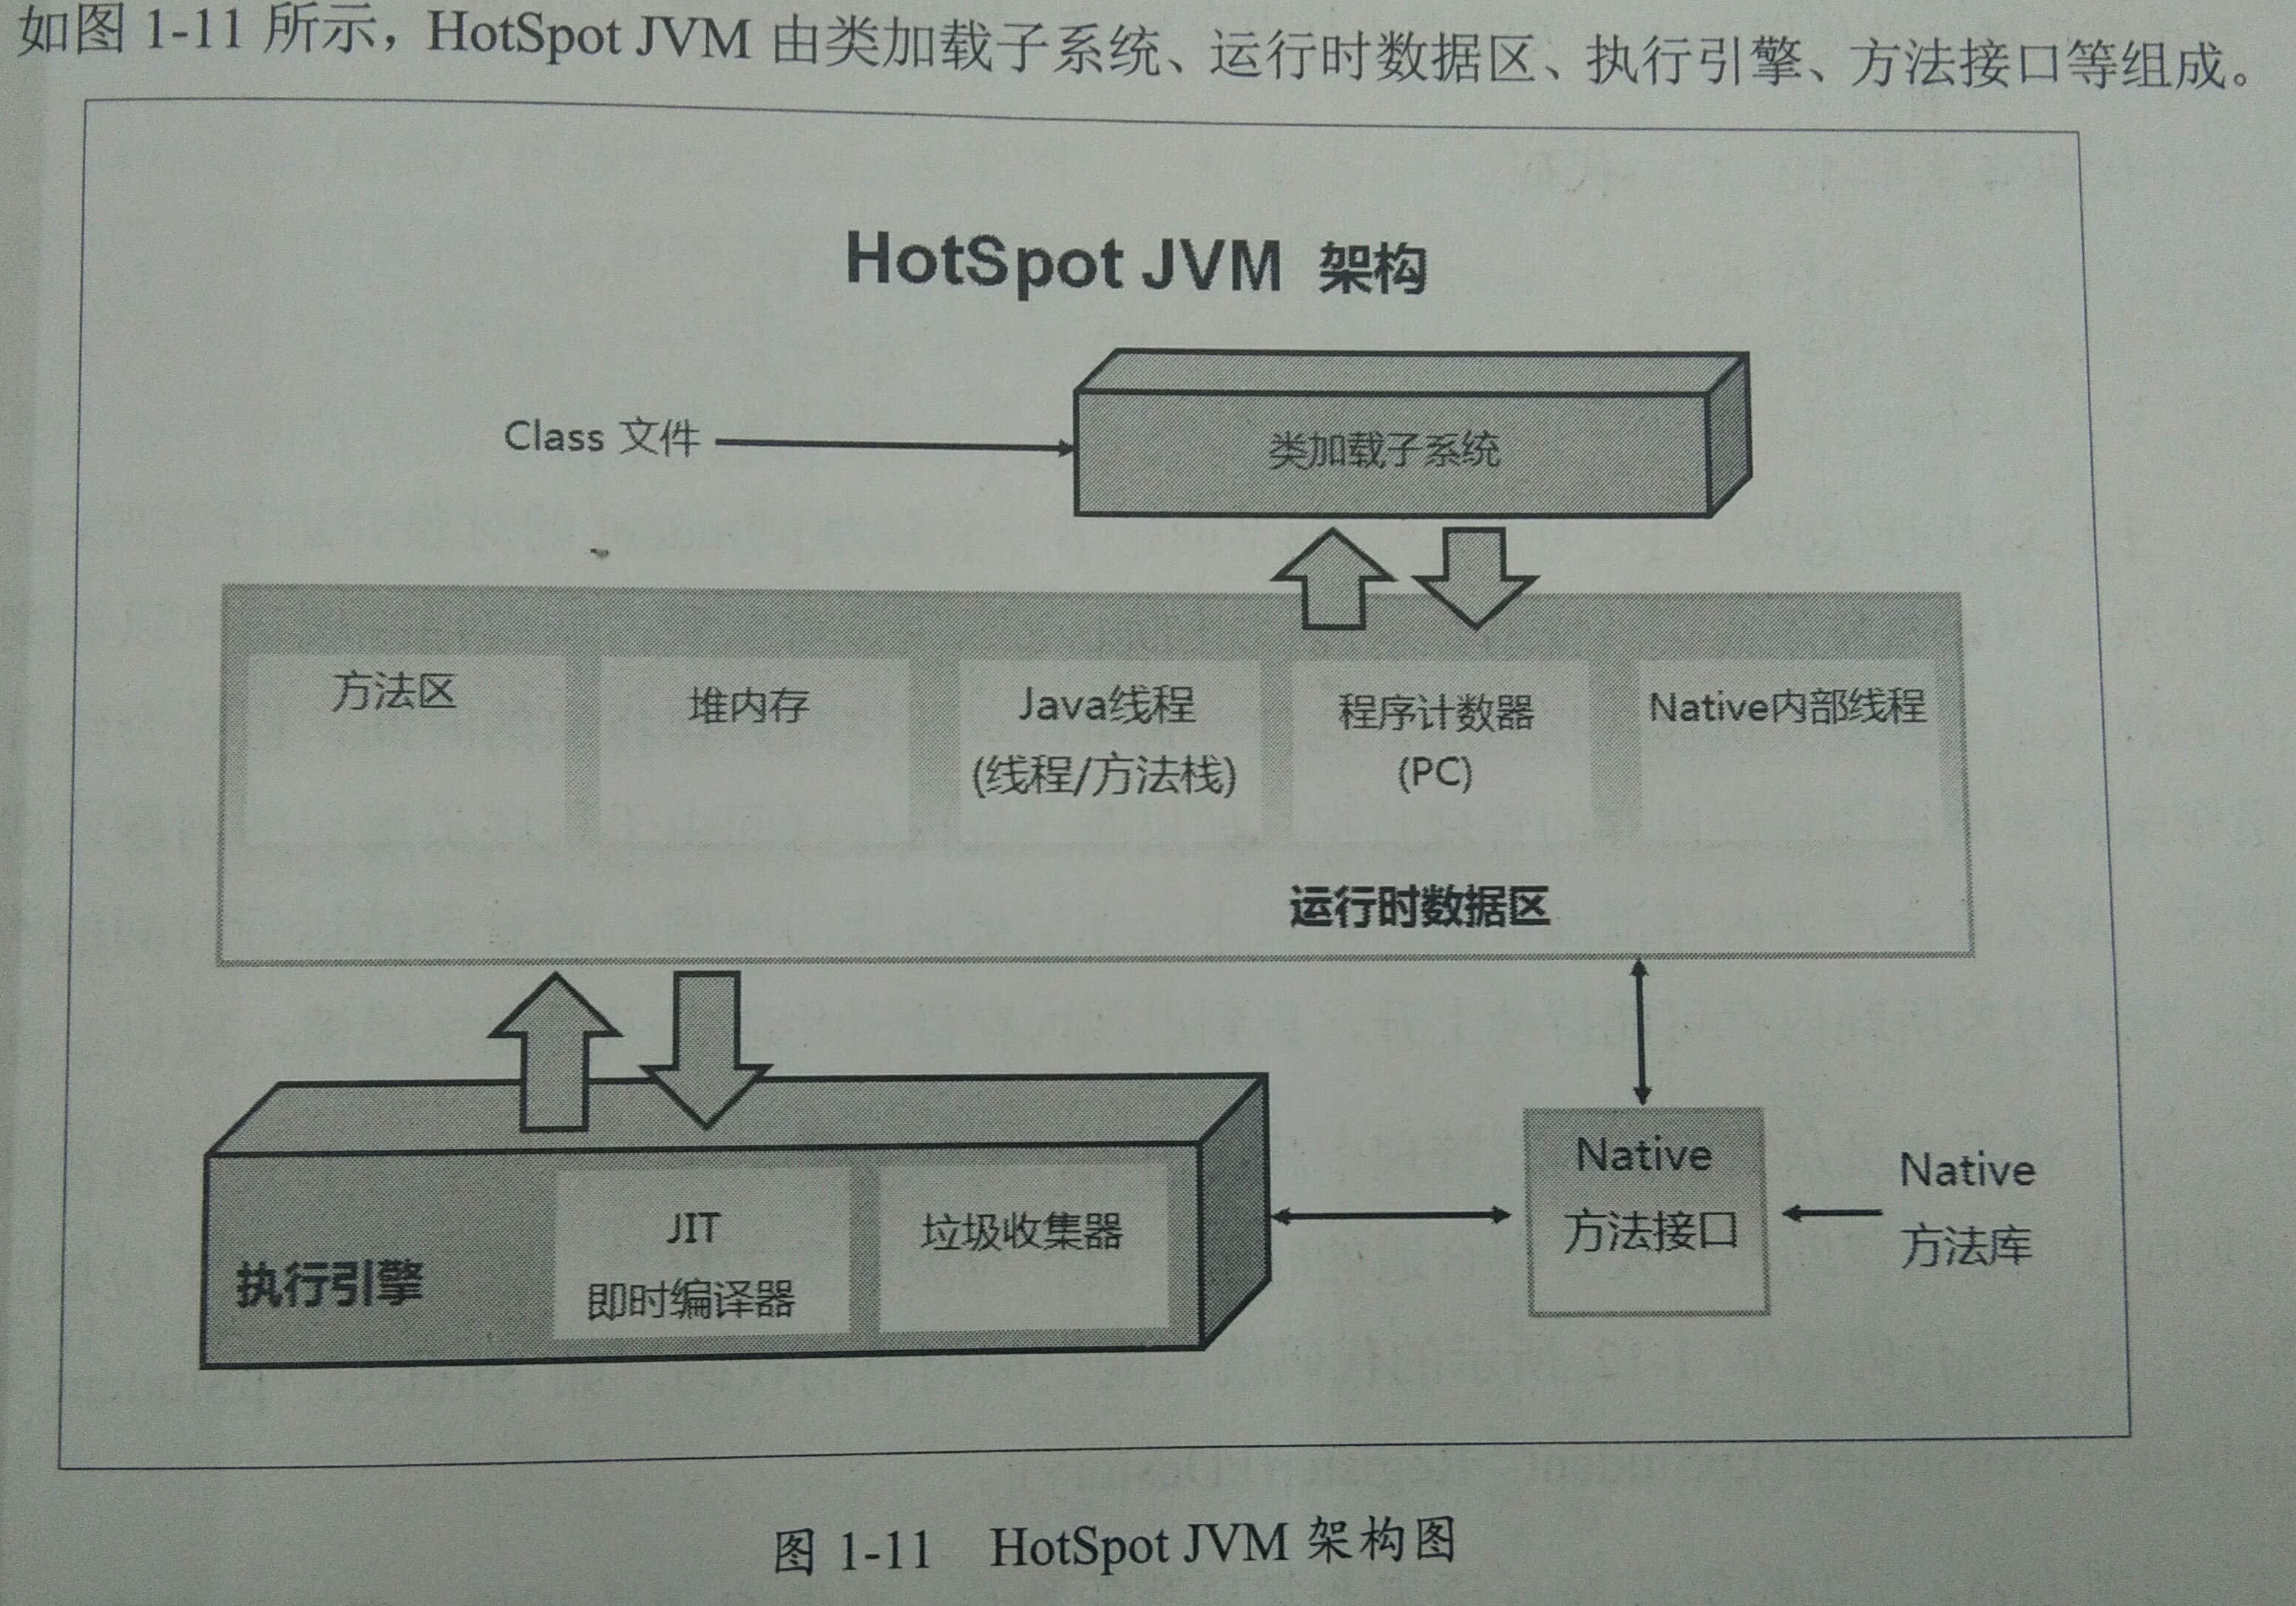 如图 1-11 所示，HotSpot JVM 由类加载子系统、运行时数据区、执行引擎、方法接口等组成。
HotSpot JVM 架构
Class 文件
类加载子系统
方法区
堆内存
Java线程
(线程/方法栈)
程序计数器
(PC)
Native内部线程
运行时数据区
执行引擎
JIT
即时编译器
垃圾收集器
Native
方法接口
Native
方法库
图 1-11 HotSpot JVM 架构图